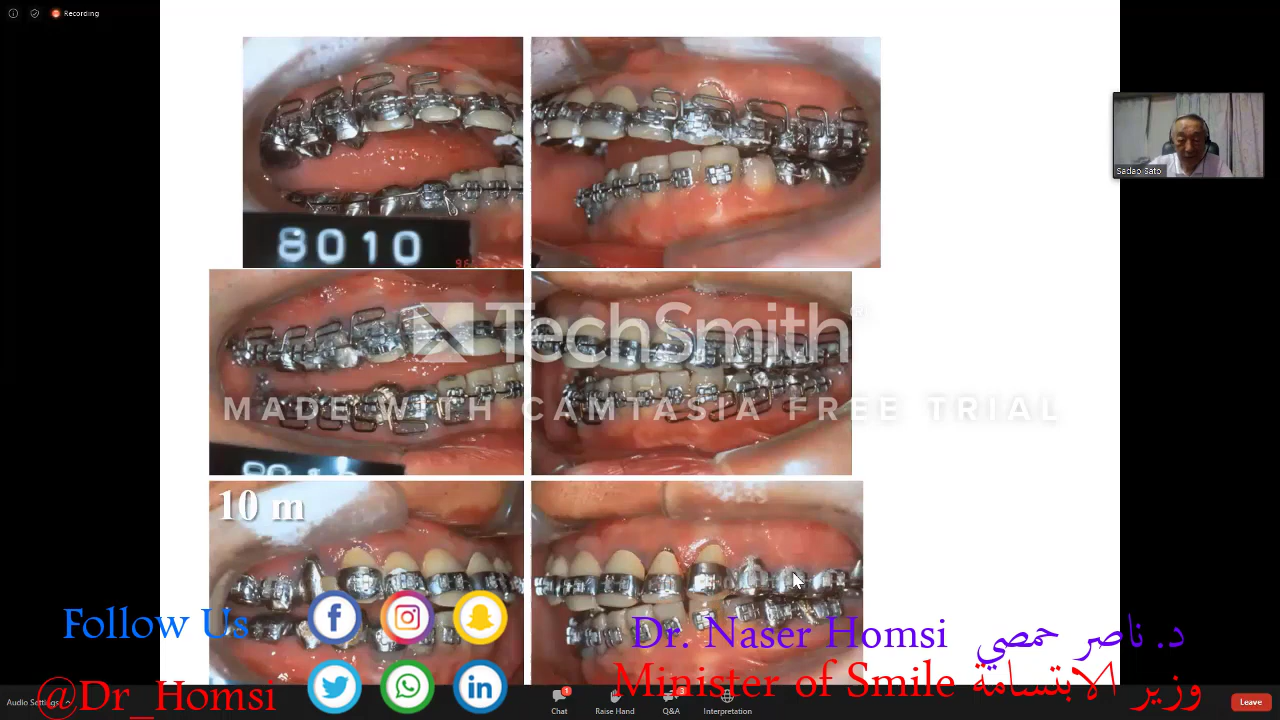 Recording
8010
Sadao Sato
TechSmith
MADE WITH CAMTASIA FREE TRIAL
10 m
Follow Us
Dr. Naser Homsi د. ناصر حمصي
@Dr_Homsi
Minister of Smile وزير الابتسامة
Audio Settings
Chat
Raise Hand
Q&A
Interpretation
Leave